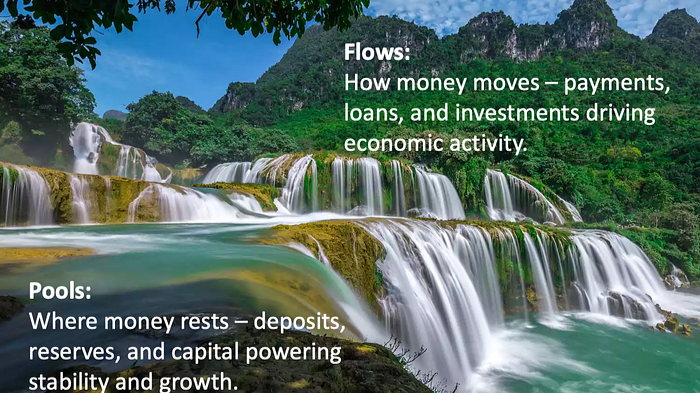 Flows:
How money moves – payments,
loans, and investments driving
economic activity.
Pools:
Where money rests – deposits,
reserves, and capital powering
stability and growth.